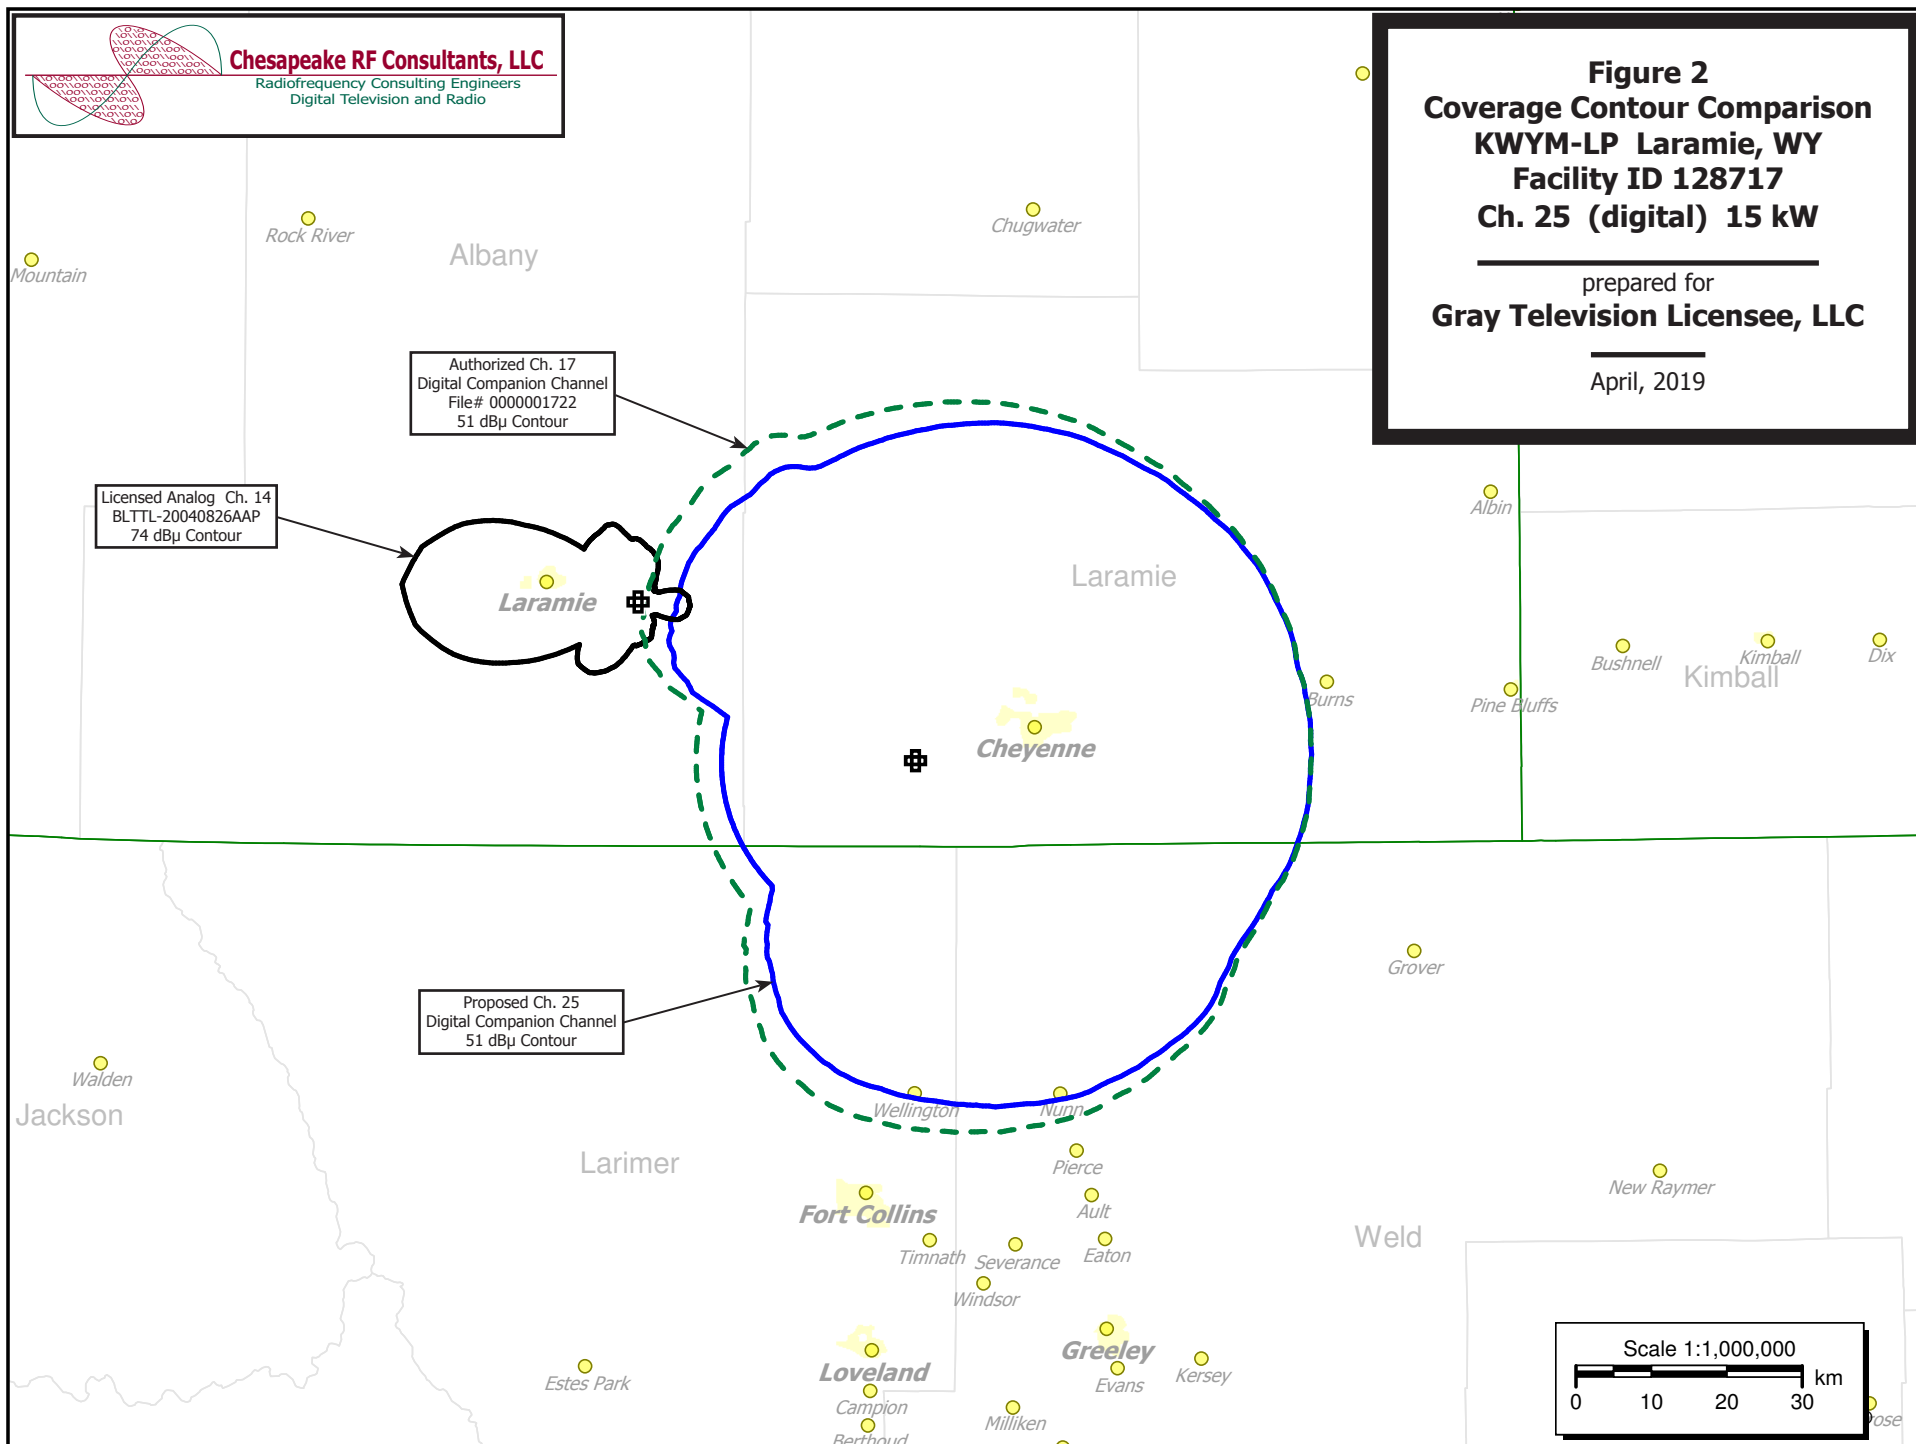 Chesapeake RF Consultants, LLC
Radiofrequency Consulting Engineers
Digital Television and Radio
Figure 2
Coverage Contour Comparison
KWYM-LP Laramie, WY
Facility ID 128717
Ch. 25 (digital) 15 kW
prepared for
Gray Television Licensee, LLC
April, 2019
Rock River
Mountain
Albany
Chugwater
Authorized Ch. 17
Digital Companion Channel
File# 0000001722
51 dBµ Contour
Licensed Analog Ch. 14
BLTTL-20040826AAP
74 dBµ Contour
Albin
Laramie
Laramie
Bushnell
Kimball
Dix
Kimball
Burns
Pine Bluffs
Cheyenne
Grover
Proposed Ch. 25
Digital Companion Channel
51 dBµ Contour
Walden
Jackson
Wellington
Nunn
Larimer
Pierce
New Raymer
Fort Collins
Ault
Weld
Timnath
Severance
Eaton
Windsor
Loveland
Greeley
Evans
Kersey
Estes Park
Campion
Milliken
Berthoud
Scale 1:1,000,000
km
0 10 20 30